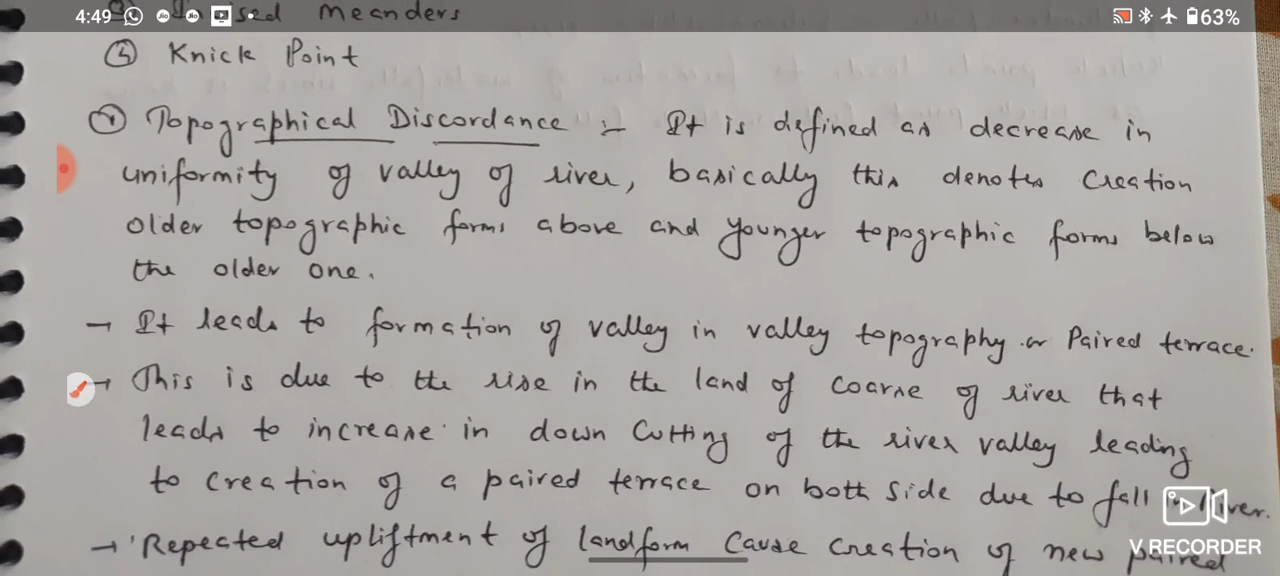 4:49 63%
meanders
⑤ Knick Point
Topographical Discordance :- It is defined as decrease in
uniformity of valley of river, basically this denotes creation
older topographic forms above and younger topographic forms below
the older one.
→ It leads to formation of valley in valley topography or Paired terrace.
→ This is due to the rise in the land of coarse of river that
leads to increase in down cutting of the river valley leading
to creation of a paired terrace on both side due to fall in river.
→ Repeated upliftment of landform cause creation of new paired
V RECORDER